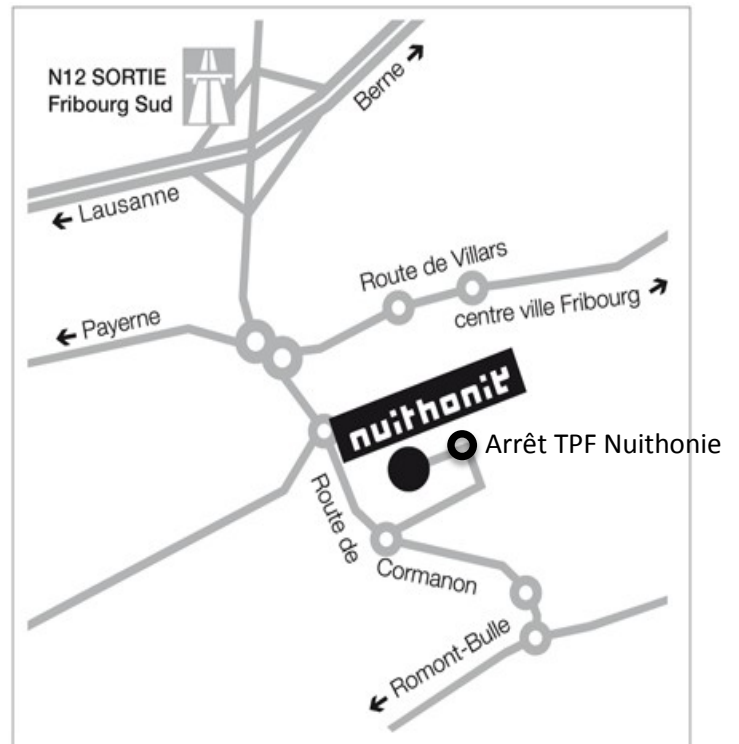 N12 SORTIE
Fribourg Sud
Berne
Lausanne
Route de Villars
centre ville Fribourg
Payerne
nuithonie
Arrêt TPF Nuithonie
Route de
Cormanon
Romont-Bulle